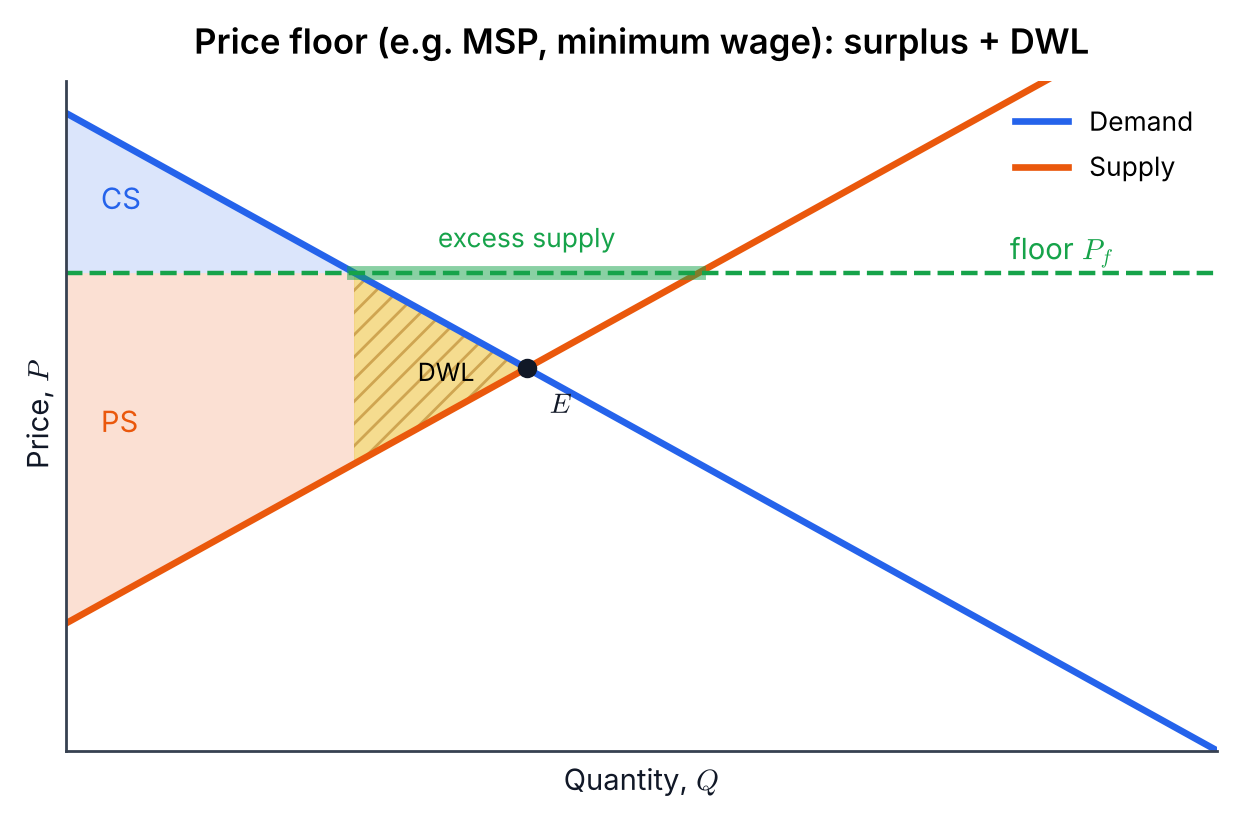 Price floor (e.g. MSP, minimum wage): surplus + DWL
Demand
Supply
CS
excess supply
floor P_f
DWL
E
PS
Price, P
Quantity, Q